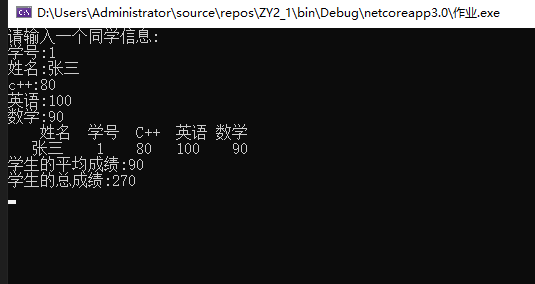 D:\Users\Administrator\source\repos\ZY2_1\bin\Debug\netcoreapp3.0\作业.exe
请输入一个同学信息:
学号:1
姓名:张三
c++:80
英语:100
数学:90
姓名 学号 C++ 英语 数学
张三 1 80 100 90
学生的平均成绩:90
学生的总成绩:270